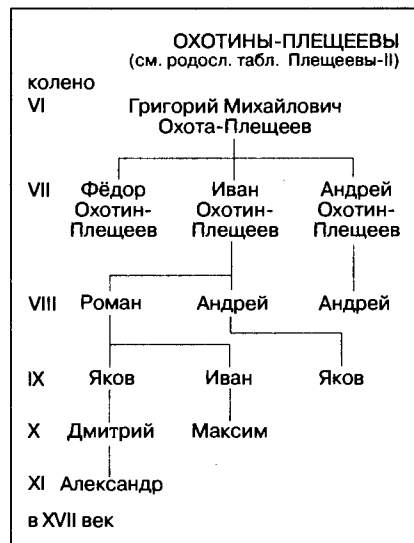 ОХОТИНЫ-ПЛЕЩЕЕВЫ
(см. родосл. табл. Плещеевы-II)
колено
VI Григорий Михайлович
Охота-Плещеев
VII Фёдор Иван Андрей
Охотин- Охотин- Охотин-
Плещеев Плещеев Плещеев
VIII Роман Андрей Андрей
IX Яков Иван Яков
X Дмитрий Максим
XI Александр
в XVII век